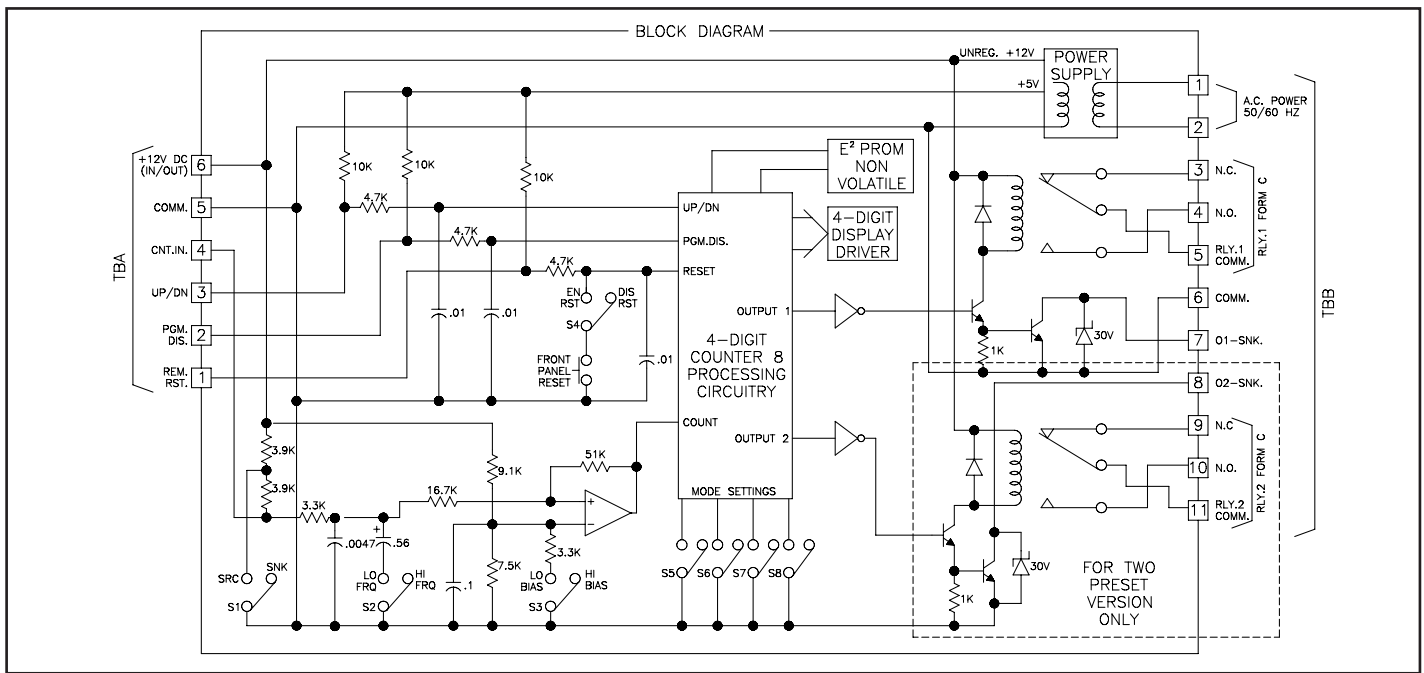 BLOCK DIAGRAM
UNREG. +12V
POWER
SUPPLY
+5V
1
2
A.C. POWER
50/60 HZ
TBA
+12V DC
(IN/OUT)
6
COMM.
5
CNT.IN.
4
UP/DN
3
PGM.
DIS.
2
REM.
RST.
1
10K
10K
10K
4.7K
4.7K
4.7K
.01
.01
.01
EN
RST
DIS
RST
S4
FRONT
PANEL
RESET
E² PROM
NON
VOLATILE
4-DIGIT
DISPLAY
DRIVER
UP/DN
PGM.DIS.
RESET
OUTPUT 1
4-DIGIT
COUNTER 8
PROCESSING
CIRCUITRY
COUNT
OUTPUT 2
MODE SETTINGS
S5
S6
S7
S8
3.9K
3.9K
3.3K
.0047
+
.56
16.7K
9.1K
51K
+
-
7.5K
.1
3.3K
SRC
SNK
S1
LO
FRQ
HI
FRQ
S2
LO
BIAS
HI
BIAS
S3
3
N.C.
4
N.O.
5
RLY.1
COMM.
RLY.1 FORM C
6
COMM.
7
O1-SNK.
1K
30V
TBB
8
O2-SNK.
9
N.C
10
N.O.
11
RLY.2
COMM.
RLY.2 FORM C
1K
30V
FOR TWO
PRESET
VERSION
ONLY